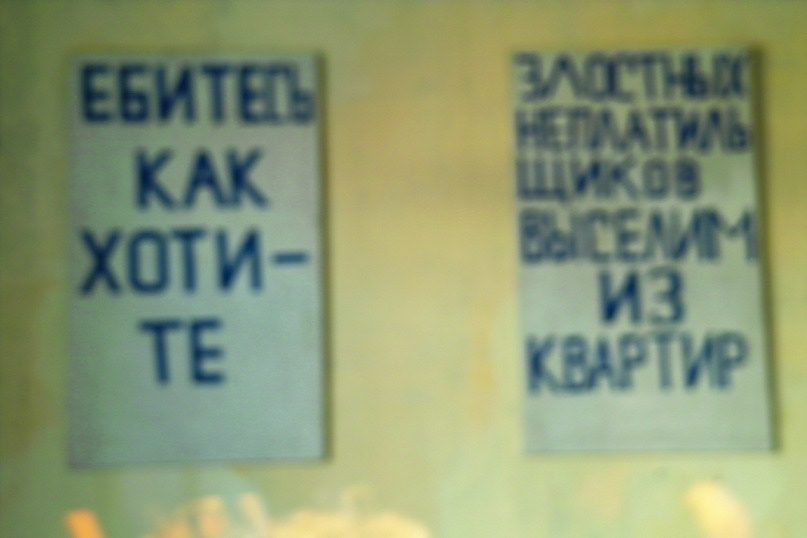 ЕБИТЕСЬ
КАК
ХОТИ-
ТЕ
ЗЛОСТНЫХ
НЕПЛАТИЛЬ
ЩИКОВ
ВЫСЕЛИМ
ИЗ
КВАРТИР